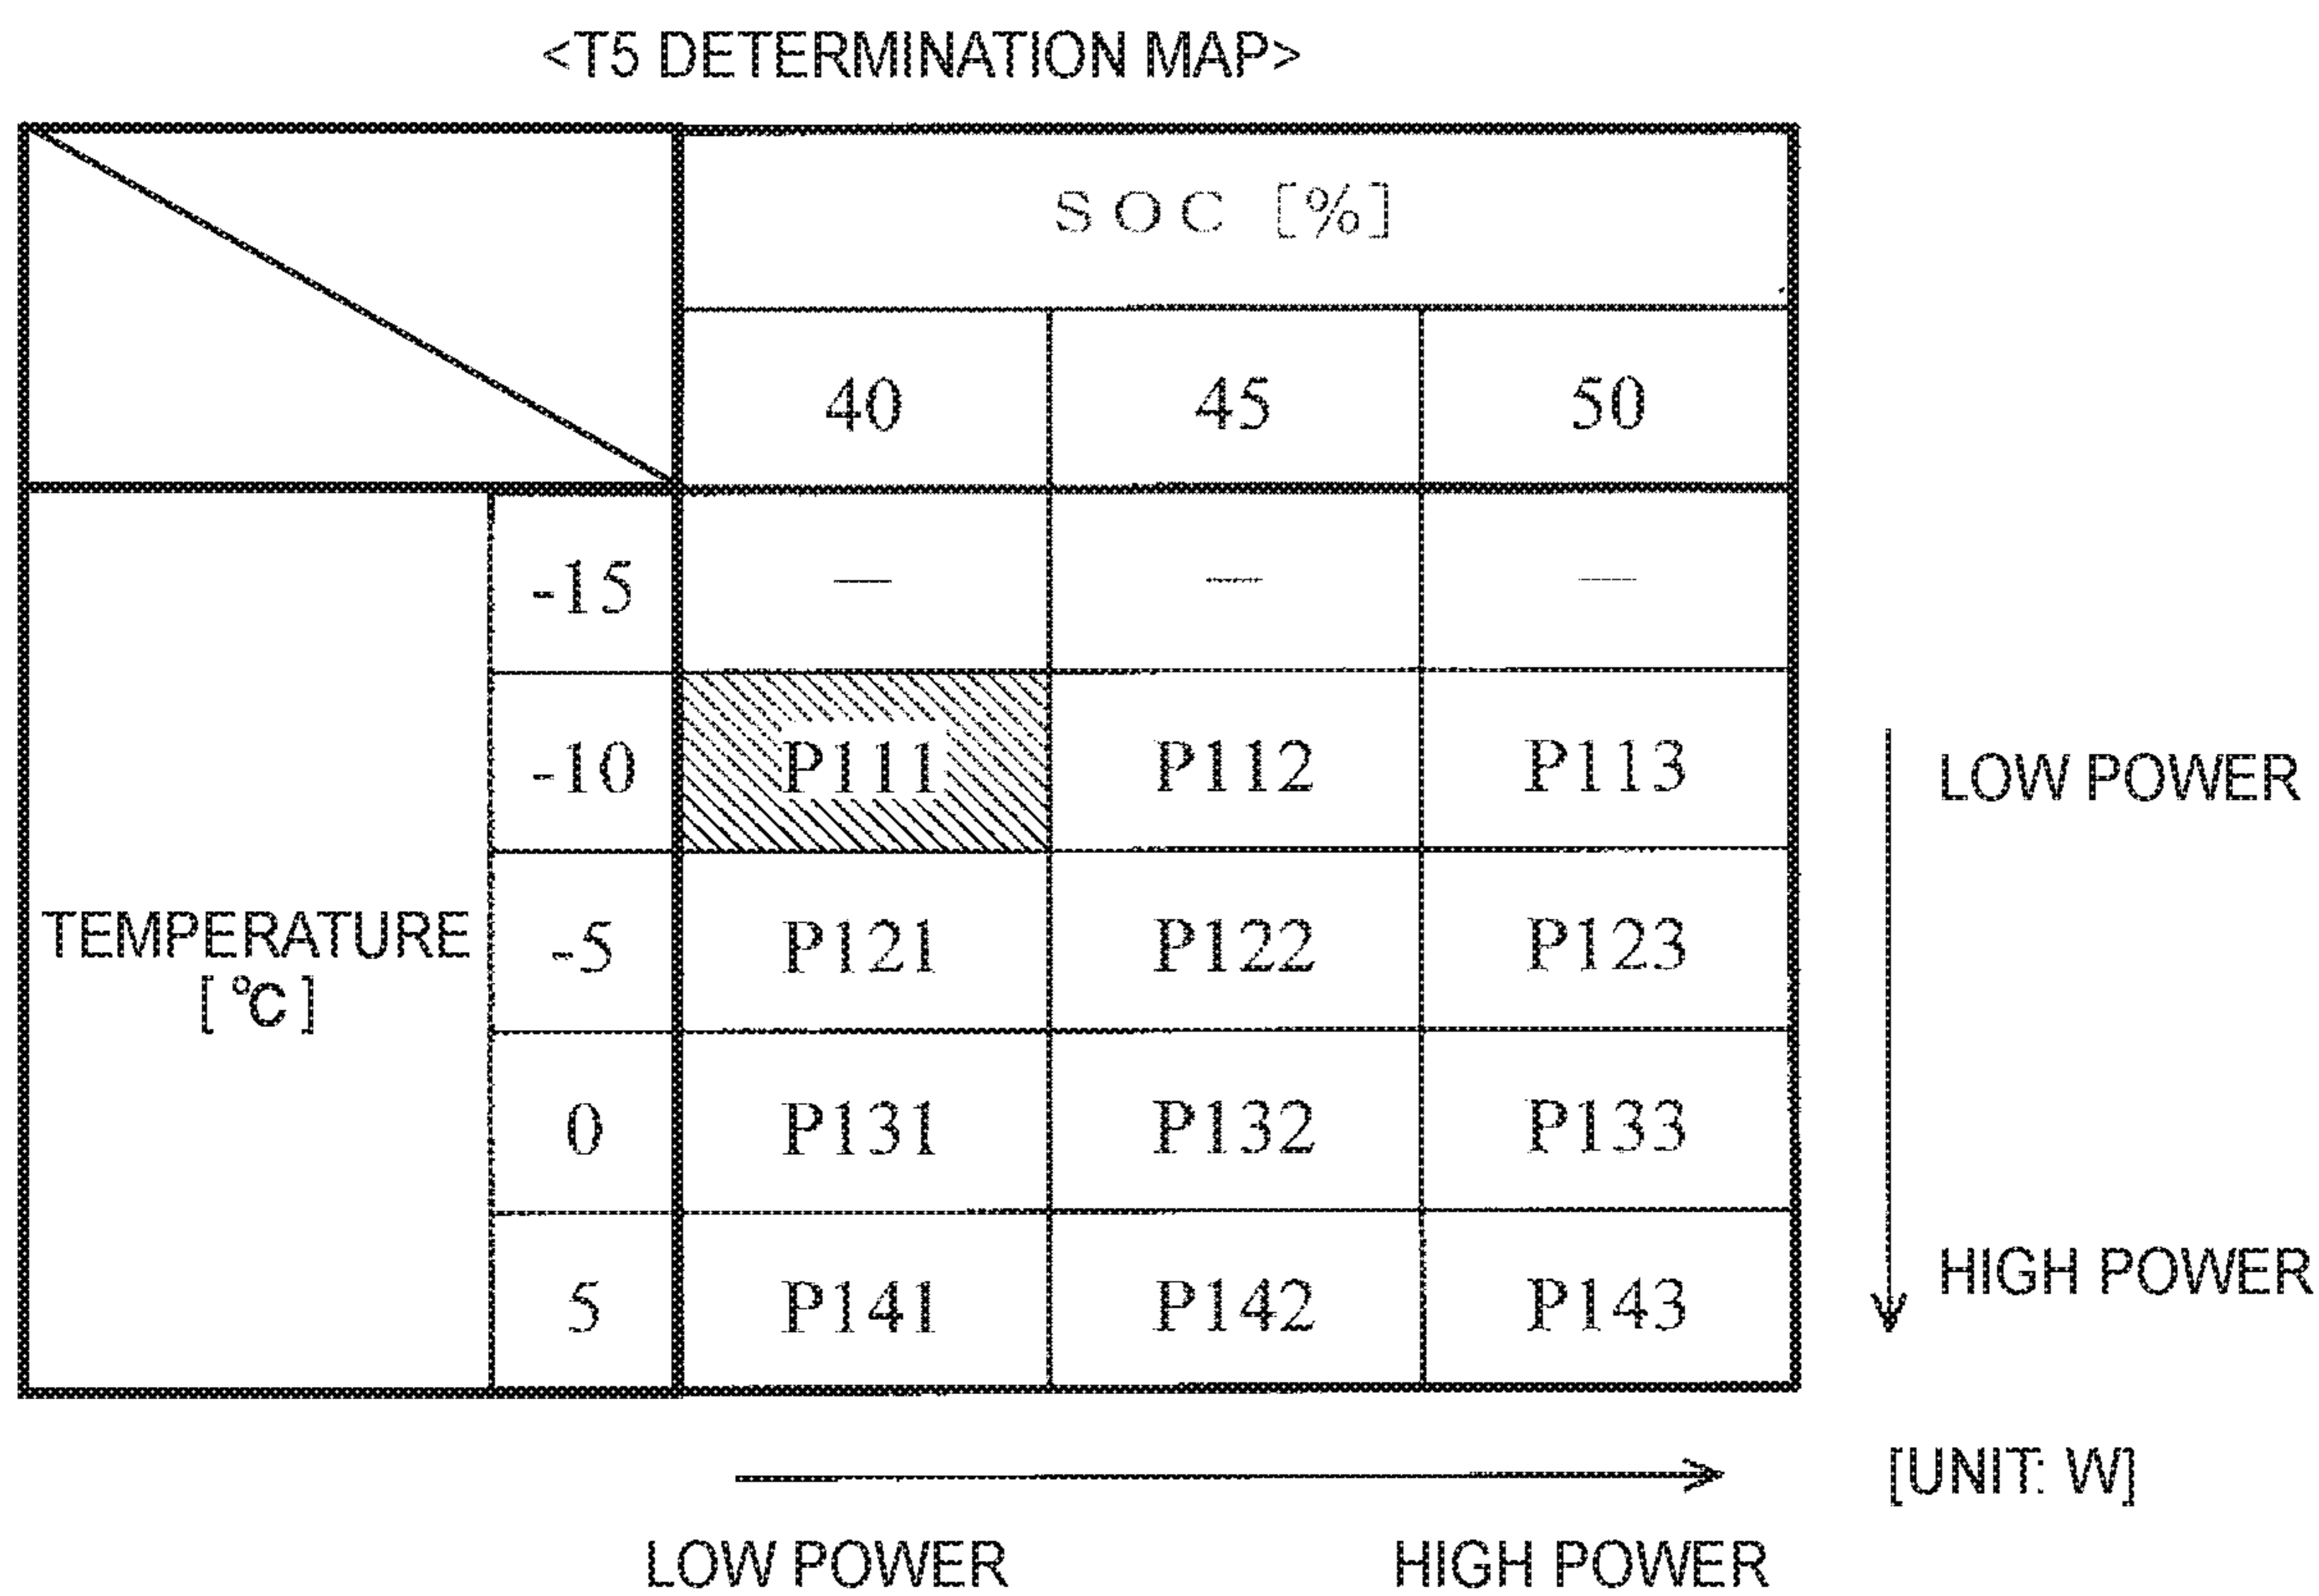 <T5 DETERMINATION MAP>
SOC [%]
40 45 50
-15 — — —
-10 P111 P112 P113
-5 P121 P122 P123
0 P131 P132 P133
5 P141 P142 P143
TEMPERATURE
[℃]
LOW POWER
HIGH POWER
[UNIT: W]
LOW POWER HIGH POWER